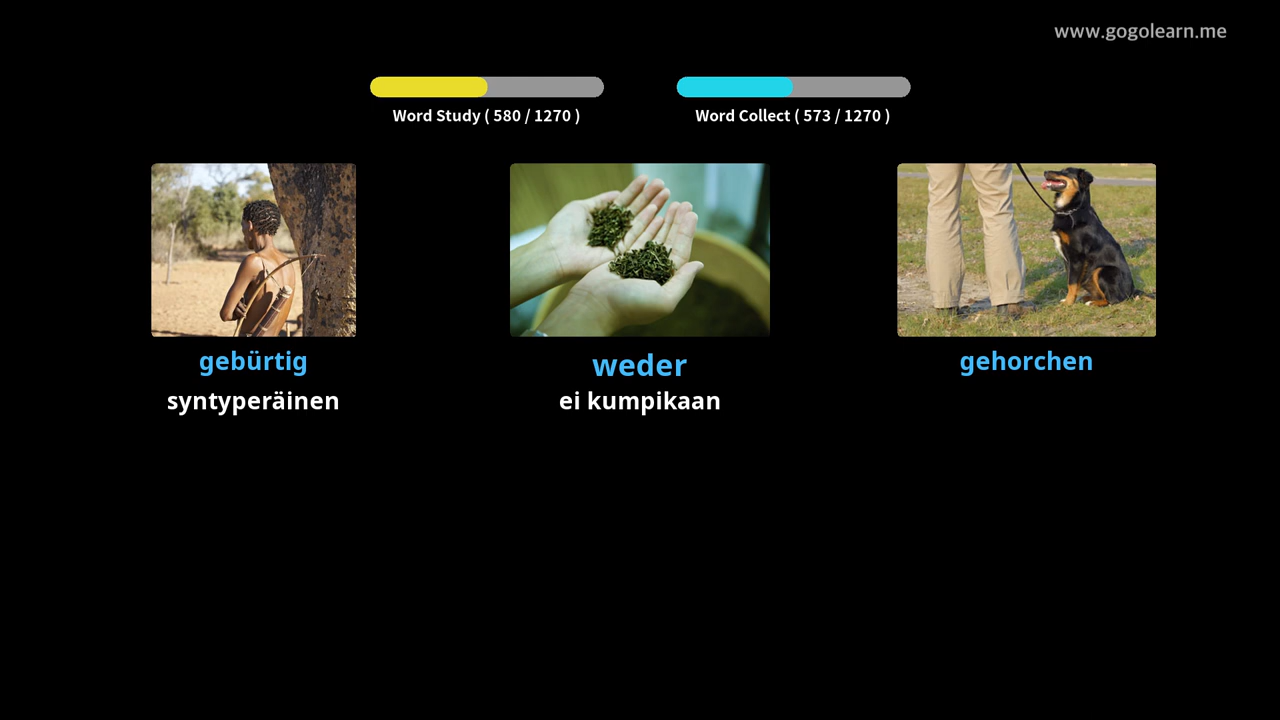 www.gogolearn.me
Word Study ( 580 / 1270 )
Word Collect ( 573 / 1270 )
gebürtig
syntyperäinen
weder
ei kumpikaan
gehorchen